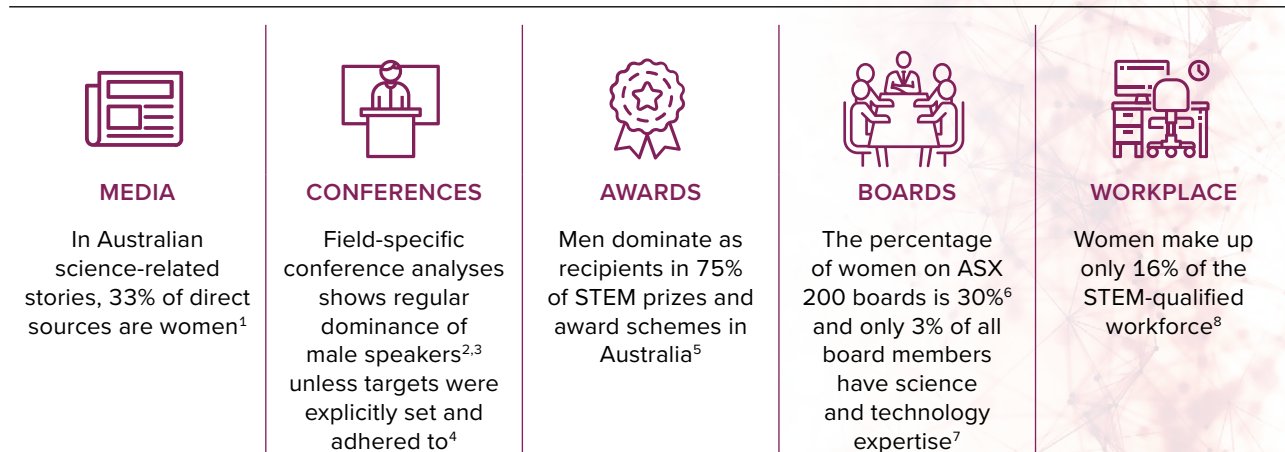 MEDIA
In Australian
science-related
stories, 33% of direct
sources are women¹
CONFERENCES
Field-specific
conference analyses
shows regular
dominance of
male speakers²,³
unless targets were
explicitly set and
adhered to⁴
AWARDS
Men dominate as
recipients in 75%
of STEM prizes and
award schemes in
Australia⁵
BOARDS
The percentage
of women on ASX
200 boards is 30%⁶
and only 3% of all
board members
have science
and technology
expertise⁷
WORKPLACE
Women make up
only 16% of the
STEM-qualified
workforce⁸